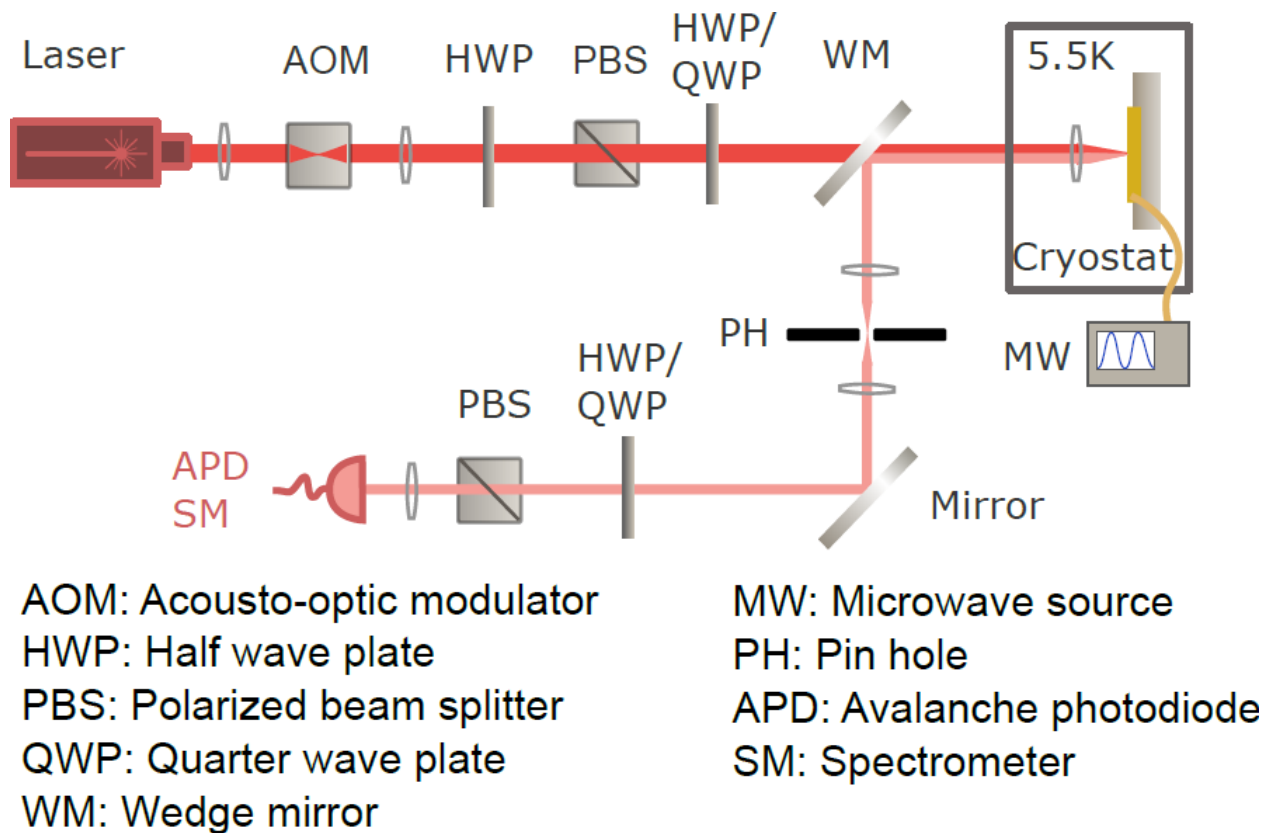 Laser
AOM
HWP
PBS
HWP/
QWP
WM
5.5K
Cryostat
MW
PH
HWP/
QWP
PBS
APD
SM
Mirror
AOM: Acousto-optic modulator
HWP: Half wave plate
PBS: Polarized beam splitter
QWP: Quarter wave plate
WM: Wedge mirror
MW: Microwave source
PH: Pin hole
APD: Avalanche photodiode
SM: Spectrometer